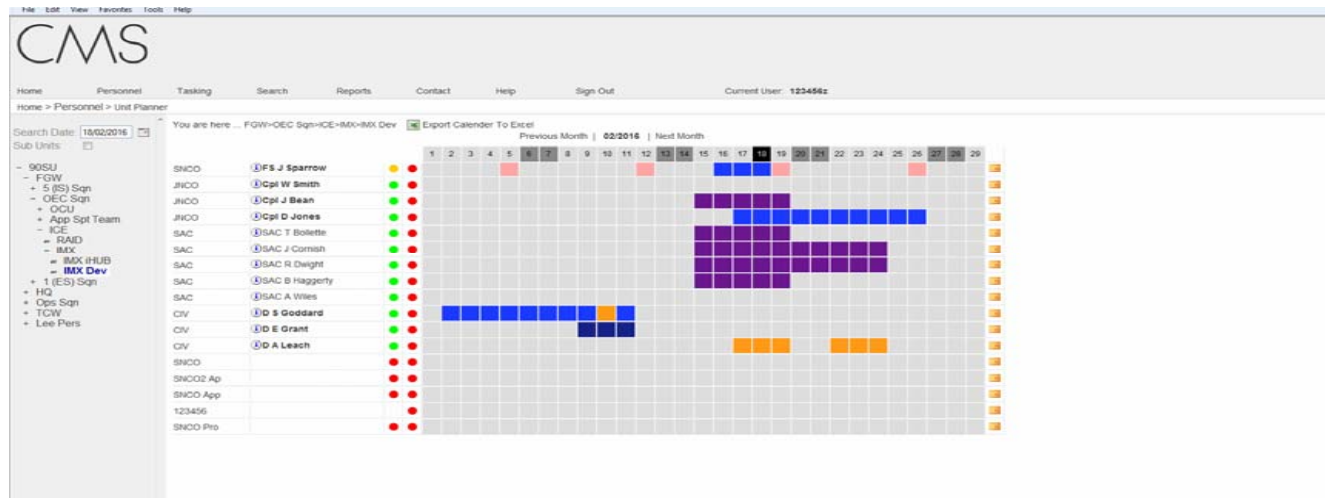 File Edit View Favorites Tools Help
CMS
Home Personnel Tasking Search Reports Contact Help Sign Out Current User 123456z
Home > Personnel > Unit Planner
Search Date 18/02/2016
Sub Units
- 90SU
- FGW
+ 5 (IS) Sqn
- OEC Sqn
+ OCU
+ App Spt Team
- ICE
RAID
- IMX
IMX iHUB
IMX Dev
+ 1 (ES) Sqn
+ HQ
+ Ops Sqn
+ TCW
+ Lee Pers
You are here ... FGW>OEC Sqn>ICE>IMX>IMX Dev Export Calender To Excel
Previous Month | 02/2016 | Next Month
1 2 3 4 5 6 7 8 9 10 11 12 13 14 15 16 17 18 19 20 21 22 23 24 25 26 27 28 29
SNCO FS J Sparrow
JNCO Cpl W Smith
JNCO Cpl J Bean
JNCO Cpl D Jones
SAC SAC T Bollette
SAC SAC J Cornish
SAC SAC R Dwight
SAC SAC B Haggerty
SAC SAC A Wiles
CIV D S Goddard
CIV D E Grant
CIV D A Leach
SNCO
SNCO2 Ap
SNCO App
123456
SNCO Pro